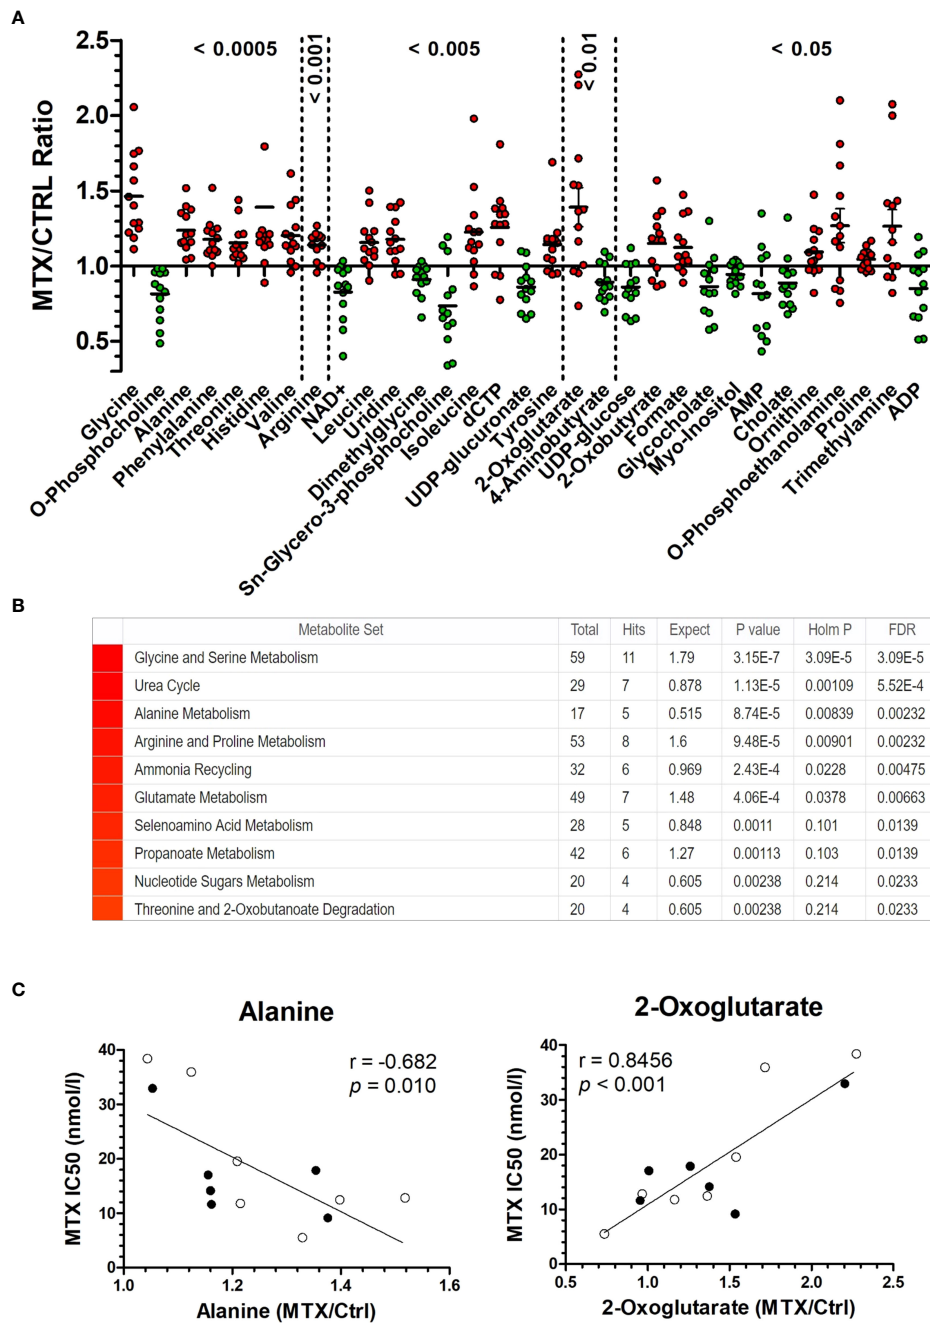 A
< 0.0005
< 0.001
< 0.005
< 0.01
< 0.05
MTX/CTRL Ratio
2.5
2.0
1.5
1.0
0.5
Glycine
O-Phosphocholine
Alanine
Phenylalanine
Threonine
Histidine
Valine
Arginine
NAD+
Leucine
Uridine
Dimethylglycine
Sn-Glycero-3-phosphocholine
Isoleucine
dCTP
UDP-glucuronate
Tyrosine
2-Oxoglutarate
4-Aminobutyrate
UDP-glucose
2-Oxobutyrate
Formate
Glycocholate
Myo-Inositol
AMP
Cholate
Ornithine
O-Phosphoethanolamine
Proline
Trimethylamine
ADP
B
Metabolite Set Total Hits Expect P value Holm P FDR
Glycine and Serine Metabolism 59 11 1.79 3.15E-7 3.09E-5 3.09E-5
Urea Cycle 29 7 0.878 1.13E-5 0.00109 5.52E-4
Alanine Metabolism 17 5 0.515 8.74E-5 0.00839 0.00232
Arginine and Proline Metabolism 53 8 1.6 9.48E-5 0.00901 0.00232
Ammonia Recycling 32 6 0.969 2.43E-4 0.0228 0.00475
Glutamate Metabolism 49 7 1.48 4.06E-4 0.0378 0.00663
Selenoamino Acid Metabolism 28 5 0.848 0.0011 0.101 0.0139
Propanoate Metabolism 42 6 1.27 0.00113 0.103 0.0139
Nucleotide Sugars Metabolism 20 4 0.605 0.00238 0.214 0.0233
Threonine and 2-Oxobutanoate Degradation 20 4 0.605 0.00238 0.214 0.0233
C
Alanine
r = -0.682
p = 0.010
MTX IC50 (nmol/l)
40
30
20
10
0
1.0 1.2 1.4 1.6
Alanine (MTX/Ctrl)
2-Oxoglutarate
r = 0.8456
p < 0.001
MTX IC50 (nmol/l)
40
30
20
10
0
0.5 1.0 1.5 2.0 2.5
2-Oxoglutarate (MTX/Ctrl)